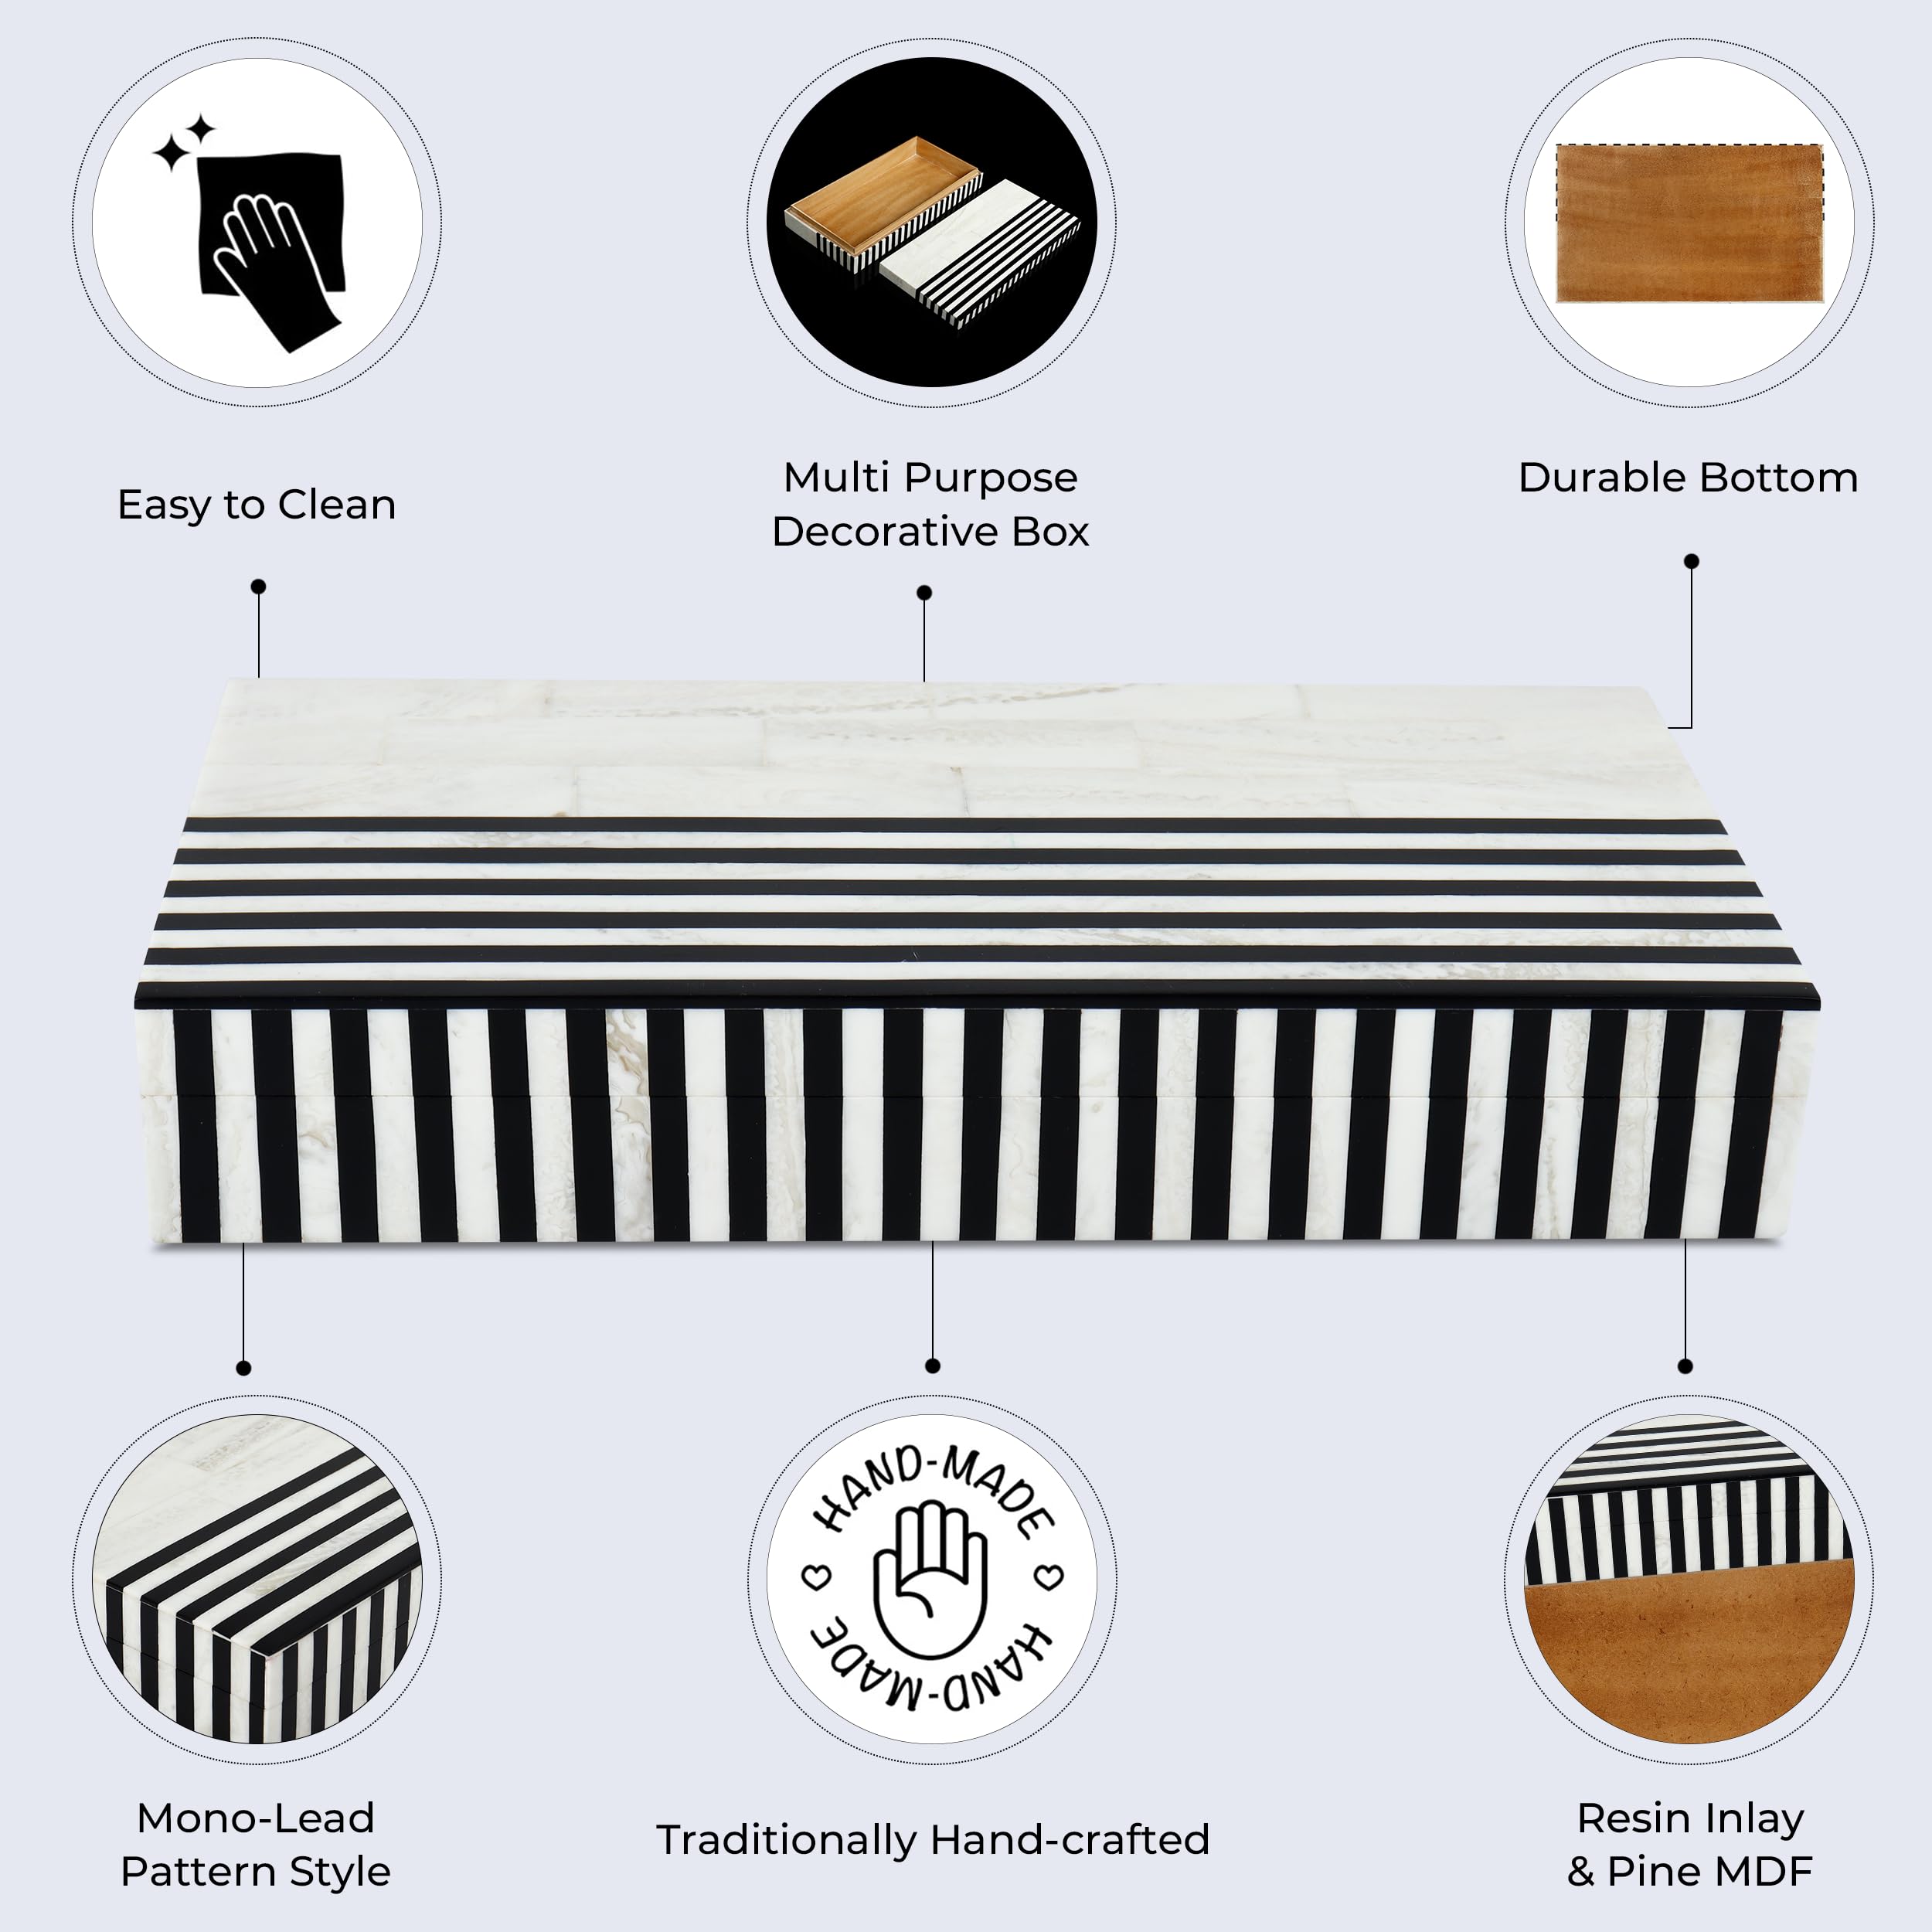 Easy to Clean
Multi Purpose
Decorative Box
Durable Bottom
HAND-MADE
HAND-MADE
Mono-Lead
Pattern Style
Traditionally Hand-crafted
Resin Inlay
& Pine MDF